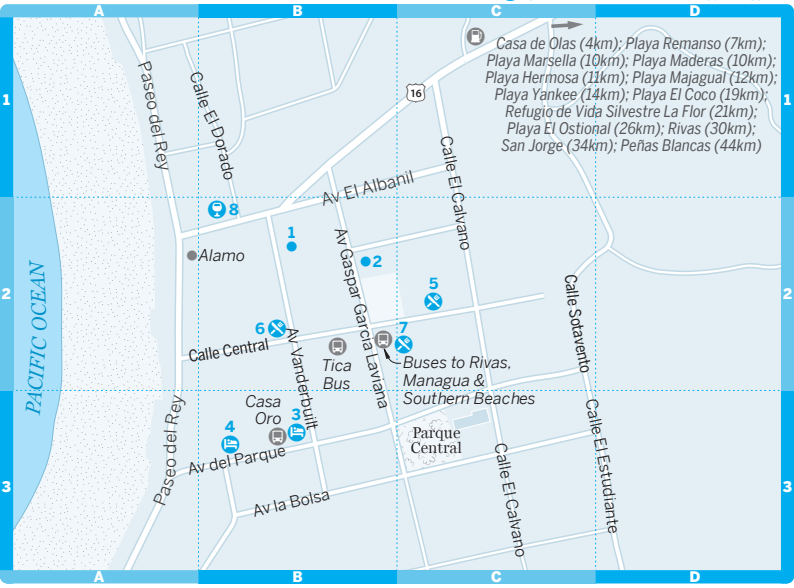 A
B
C
D
1
2
3
1
2
3
Casa de Olas (4km); Playa Remanso (7km);
Playa Marsella (10km); Playa Maderas (10km);
Playa Hermosa (11km); Playa Majagual (12km);
Playa Yankee (14km); Playa El Coco (19km);
Refugio de Vida Silvestre La Flor (21km);
Playa El Ostional (26km); Rivas (30km);
San Jorge (34km); Peñas Blancas (44km)
Paseo del Rey
Calle El Dorado
16
Calle El Calvano
Av El Albanil
8
1
2
Alamo
Av Gaspar Garcia Laviana
5
PACIFIC OCEAN
6
7
Calle Central
Av Vanderbuilt
Tica
Bus
Buses to Rivas,
Managua &
Southern Beaches
Calle Sotavento
Casa
Oro
3
4
Paseo del Rey
Av del Parque
Parque
Central
Calle El Calvano
Calle El Estudiante
Av la Bolsa
A
B
C
D